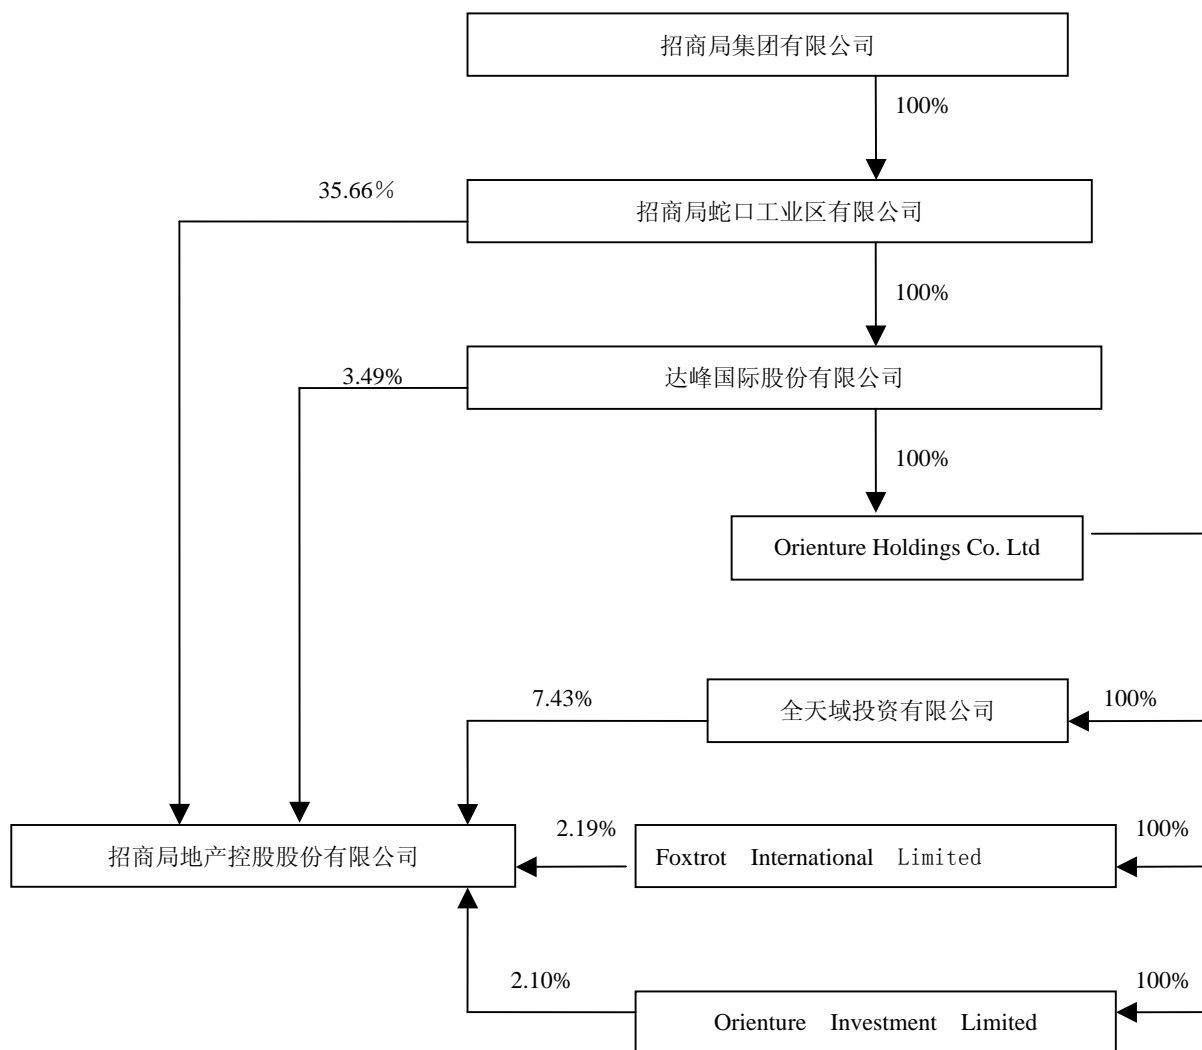 招商局集团有限公司
100%
35.66％
招商局蛇口工业区有限公司
100%
3.49%
达峰国际股份有限公司
100%
Orienture Holdings Co. Ltd
7.43%
全天域投资有限公司
100%
招商局地产控股股份有限公司
2.19%
Foxtrot International Limited
100%
2.10%
Orienture Investment Limited
100%